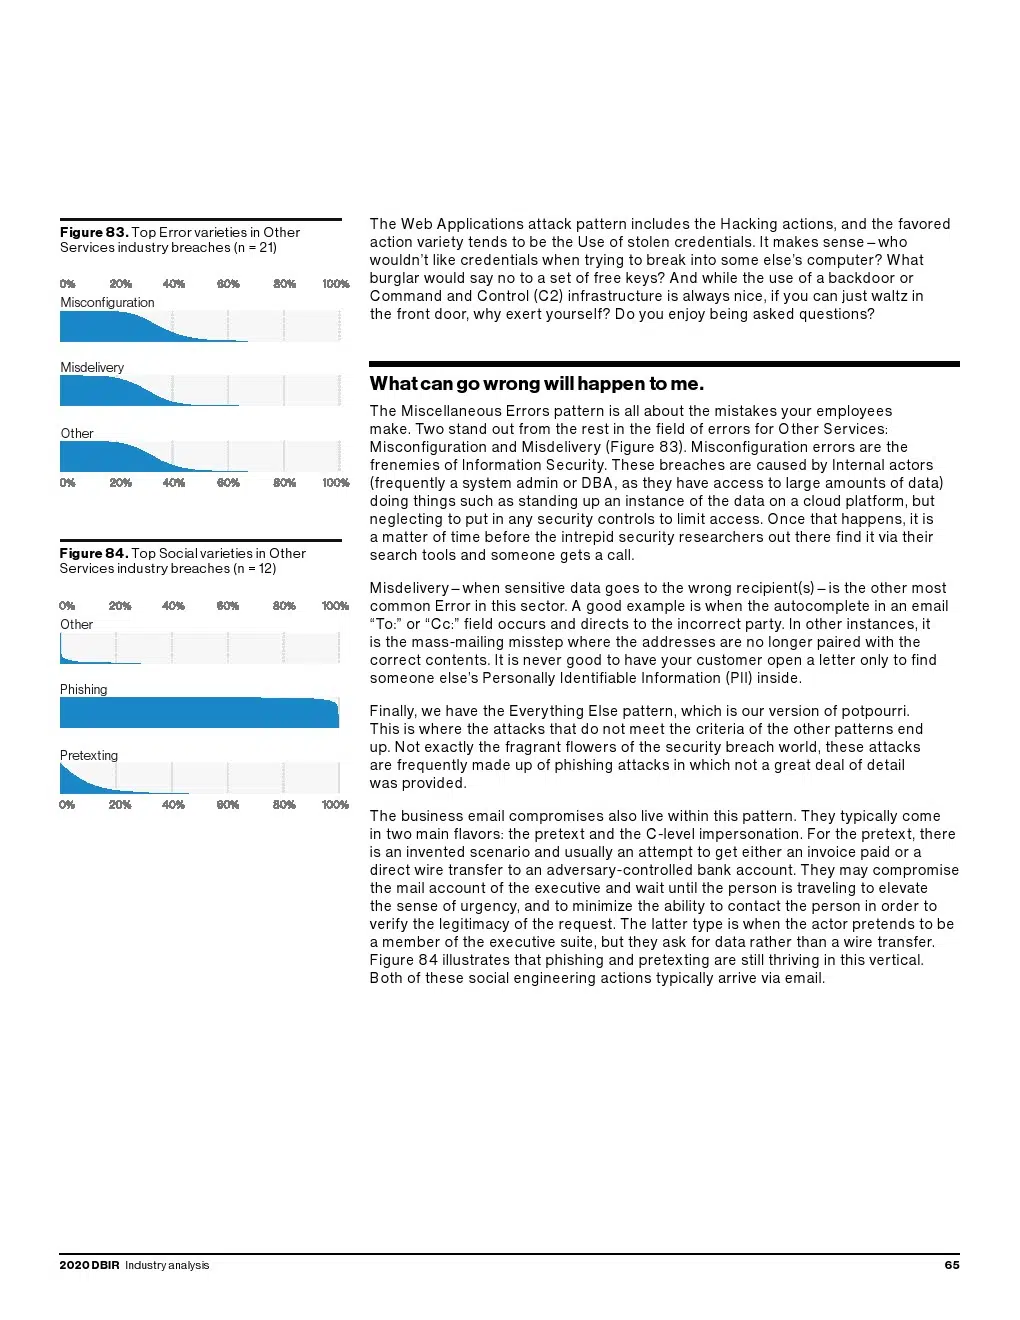 Figure 83. Top Error varieties in Other
Services industry breaches (n = 21)
0% 20% 40% 60% 80% 100%
Misconfiguration
Misdelivery
Other
0% 20% 40% 60% 80% 100%
Figure 84. Top Social varieties in Other
Services industry breaches (n = 12)
0% 20% 40% 60% 80% 100%
Other
Phishing
Pretexting
0% 20% 40% 60% 80% 100%
The Web Applications attack pattern includes the Hacking actions, and the favored
action variety tends to be the Use of stolen credentials. It makes sense – who
wouldn’t like credentials when trying to break into some else’s computer? What
burglar would say no to a set of free keys? And while the use of a backdoor or
Command and Control (C2) infrastructure is always nice, if you can just waltz in
the front door, why exert yourself? Do you enjoy being asked questions?
What can go wrong will happen to me.
The Miscellaneous Errors pattern is all about the mistakes your employees
make. Two stand out from the rest in the field of errors for Other Services:
Misconfiguration and Misdelivery (Figure 83). Misconfiguration errors are the
frenemies of Information Security. These breaches are caused by Internal actors
(frequently a system admin or DBA, as they have access to large amounts of data)
doing things such as standing up an instance of the data on a cloud platform, but
neglecting to put in any security controls to limit access. Once that happens, it is
a matter of time before the intrepid security researchers out there find it via their
search tools and someone gets a call.
Misdelivery – when sensitive data goes to the wrong recipient(s) – is the other most
common Error in this sector. A good example is when the autocomplete in an email
“To:” or “Cc:” field occurs and directs to the incorrect party. In other instances, it
is the mass-mailing misstep where the addresses are no longer paired with the
correct contents. It is never good to have your customer open a letter only to find
someone else’s Personally Identifiable Information (PII) inside.
Finally, we have the Everything Else pattern, which is our version of potpourri.
This is where the attacks that do not meet the criteria of the other patterns end
up. Not exactly the fragrant flowers of the security breach world, these attacks
are frequently made up of phishing attacks in which not a great deal of detail
was provided.
The business email compromises also live within this pattern. They typically come
in two main flavors: the pretext and the C-level impersonation. For the pretext, there
is an invented scenario and usually an attempt to get either an invoice paid or a
direct wire transfer to an adversary-controlled bank account. They may compromise
the mail account of the executive and wait until the person is traveling to elevate
the sense of urgency, and to minimize the ability to contact the person in order to
verify the legitimacy of the request. The latter type is when the actor pretends to be
a member of the executive suite, but they ask for data rather than a wire transfer.
Figure 84 illustrates that phishing and pretexting are still thriving in this vertical.
Both of these social engineering actions typically arrive via email.
2020 DBIR Industry analysis
65